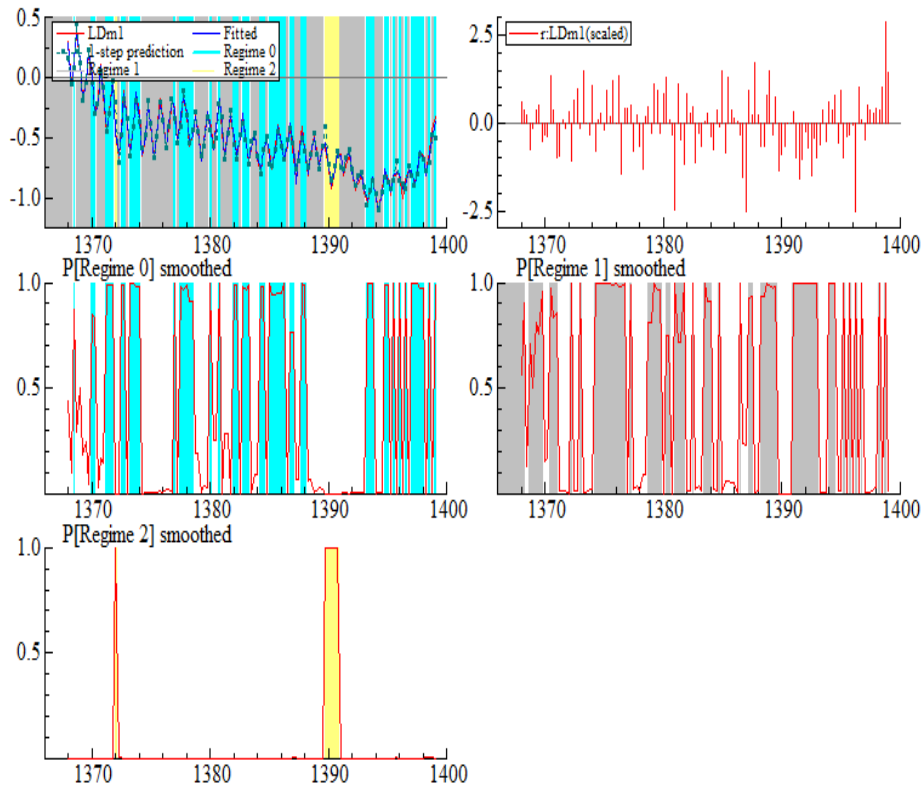 0.5
LDm1 Fitted
1-step prediction Regime 0
Regime 1 Regime 2
0.0
-0.5
-1.0
1370 1380 1390 1400
r:LDm1(scaled)
2.5
0.0
-2.5
1370 1380 1390 1400
P[Regime 0] smoothed
1.0
0.5
1370 1380 1390 1400
P[Regime 1] smoothed
1.0
0.5
1370 1380 1390 1400
P[Regime 2] smoothed
1.0
0.5
1370 1380 1390 1400